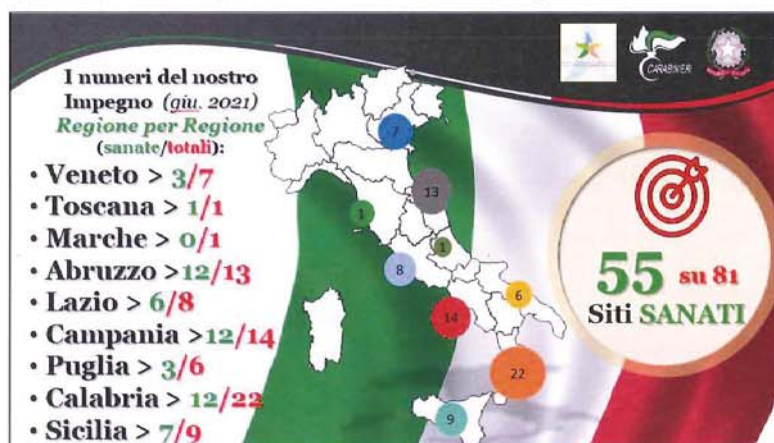 I numeri del nostro
Impegno (giu. 2021)
Regione per Regione
(sanate/totali):
• Veneto > 3/7
• Toscana > 1/1
• Marche > 0/1
• Abruzzo >12/13
• Lazio > 6/8
• Campania >12/14
• Puglia > 3/6
• Calabria > 12/22
• Sicilia > 7/9
7
13
1
1
8
6
14
22
9
CARABINIERI
55 su 81
Siti SANATI